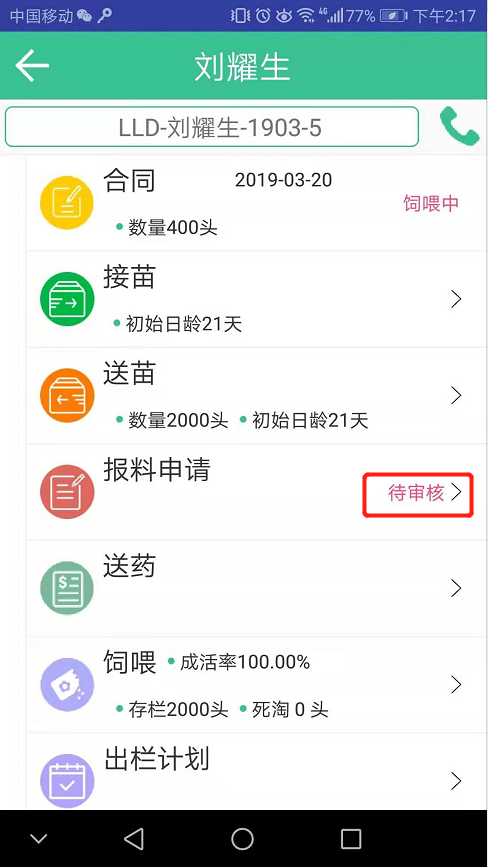 中国移动 4G 77% 下午2:17
刘耀生
LLD-刘耀生-1903-5
合同 2019-03-20
饲喂中
数量400头
接苗
初始日龄21天
送苗
数量2000头 初始日龄21天
报料申请
待审核
送药
饲喂 成活率100.00%
存栏2000头 死淘 0 头
出栏计划